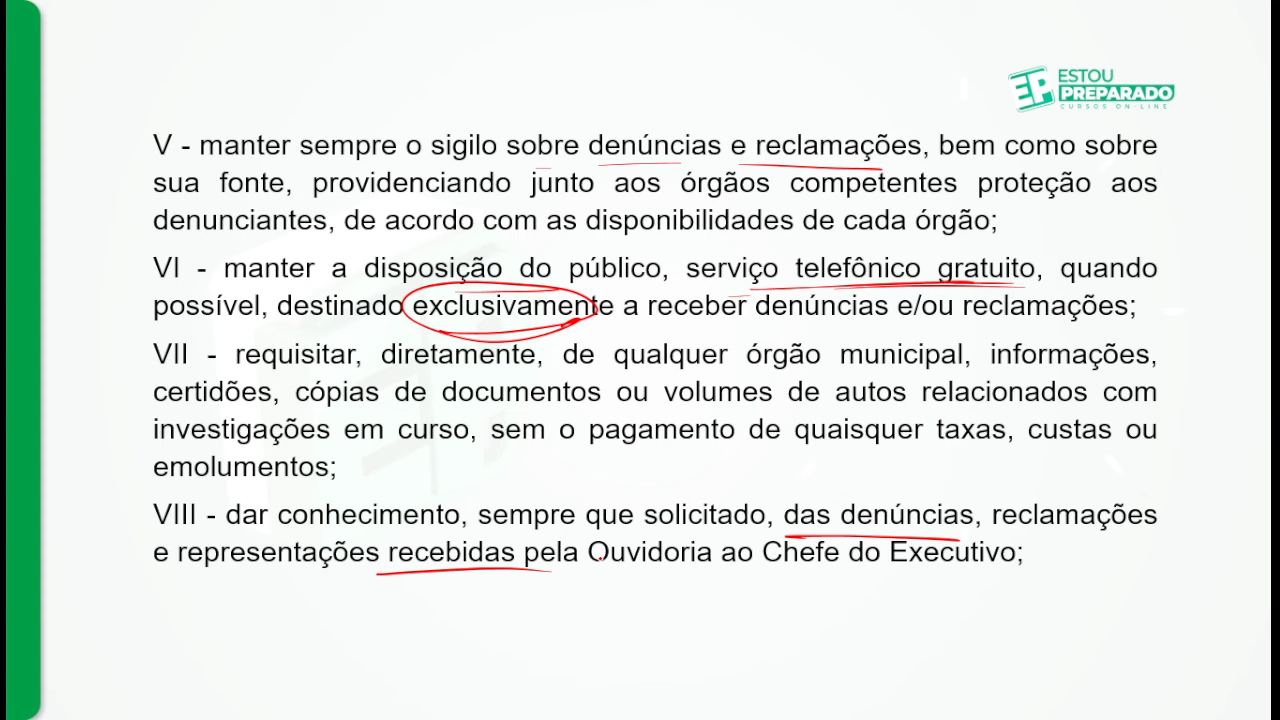 ESTOU
PREPARADO
CURSOS ON-LINE
V - manter sempre o sigilo sobre denúncias e reclamações, bem como sobre
sua fonte, providenciando junto aos órgãos competentes proteção aos
denunciantes, de acordo com as disponibilidades de cada órgão;
VI - manter a disposição do público, serviço telefônico gratuito, quando
possível, destinado exclusivamente a receber denúncias e/ou reclamações;
VII - requisitar, diretamente, de qualquer órgão municipal, informações,
certidões, cópias de documentos ou volumes de autos relacionados com
investigações em curso, sem o pagamento de quaisquer taxas, custas ou
emolumentos;
VIII - dar conhecimento, sempre que solicitado, das denúncias, reclamações
e representações recebidas pela Ouvidoria ao Chefe do Executivo;